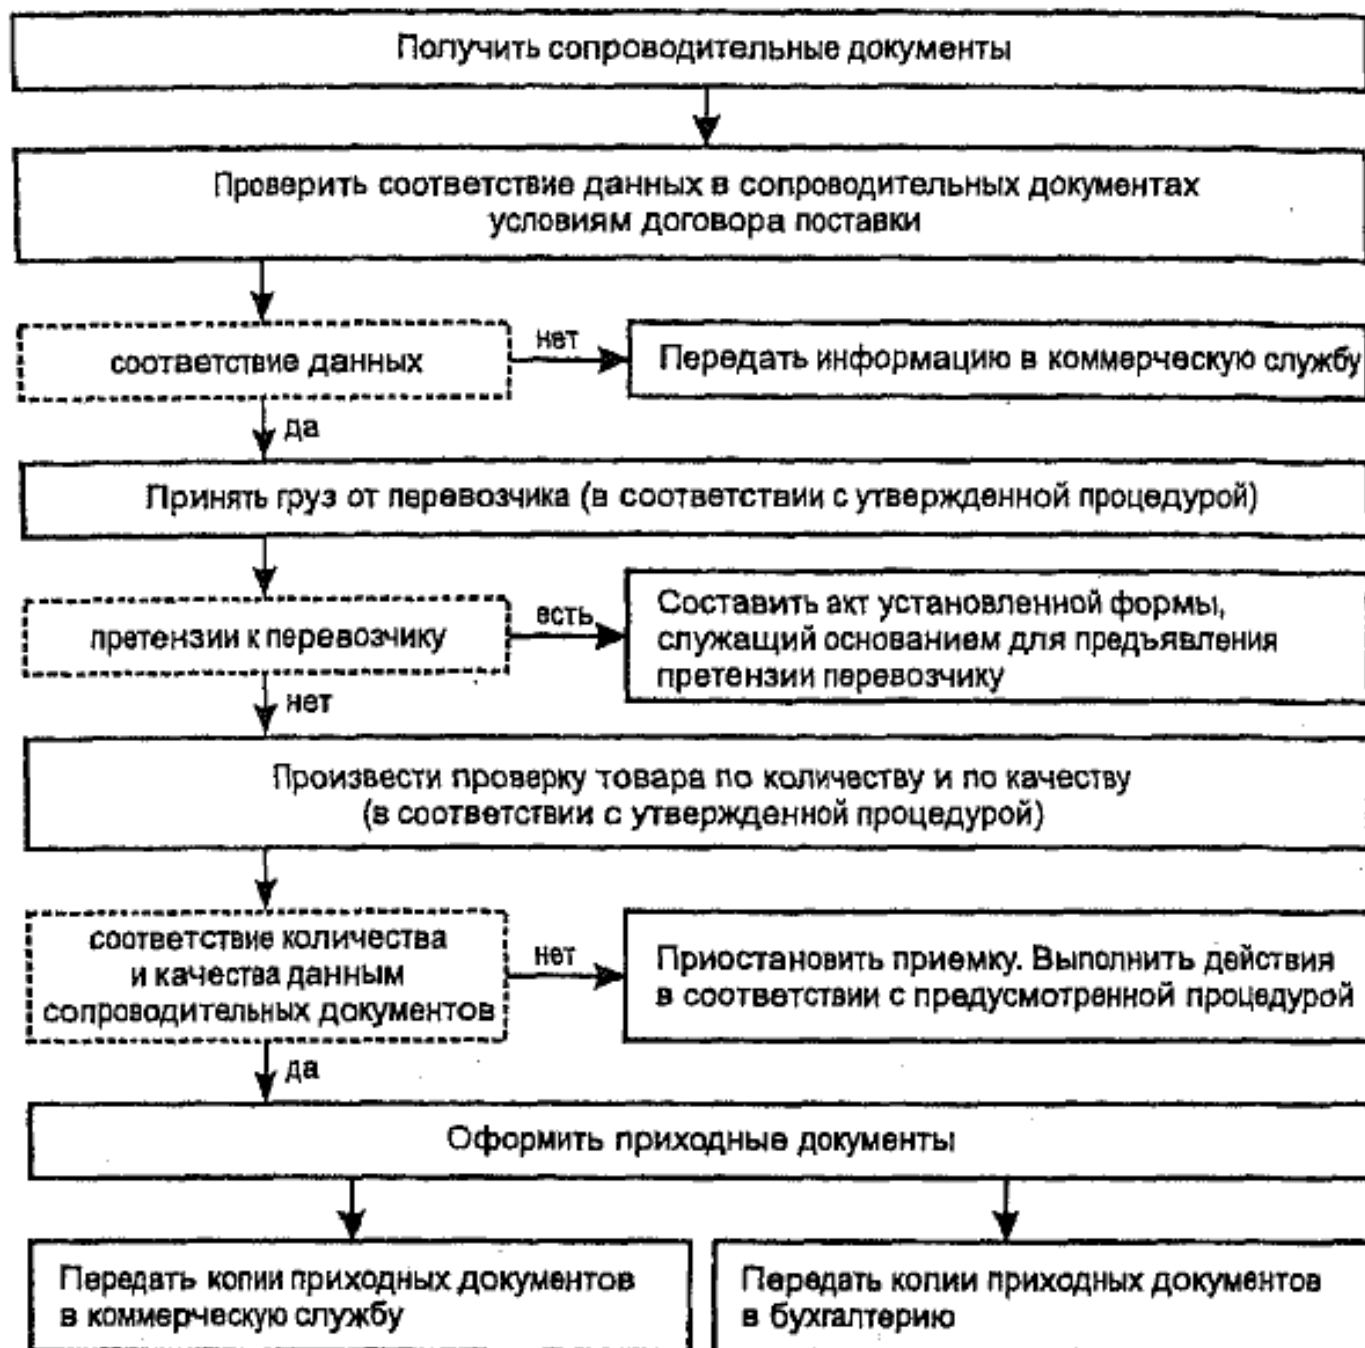 Получить сопроводительные документы
Проверить соответствие данных в сопроводительных документах
условиям договора поставки
соответствие данных
нет
Передать информацию в коммерческую службу
да
Принять груз от перевозчика (в соответствии с утвержденной процедурой)
претензии к перевозчику
есть
Составить акт установленной формы,
служащий основанием для предъявления
претензии перевозчику
нет
Произвести проверку товара по количеству и по качеству
(в соответствии с утвержденной процедурой)
соответствие количества
и качества данным
сопроводительных документов
нет
Приостановить приемку. Выполнить действия
в соответствии с предусмотренной процедурой
да
Оформить приходные документы
Передать копии приходных документов
в коммерческую службу
Передать копии приходных документов
в бухгалтерию